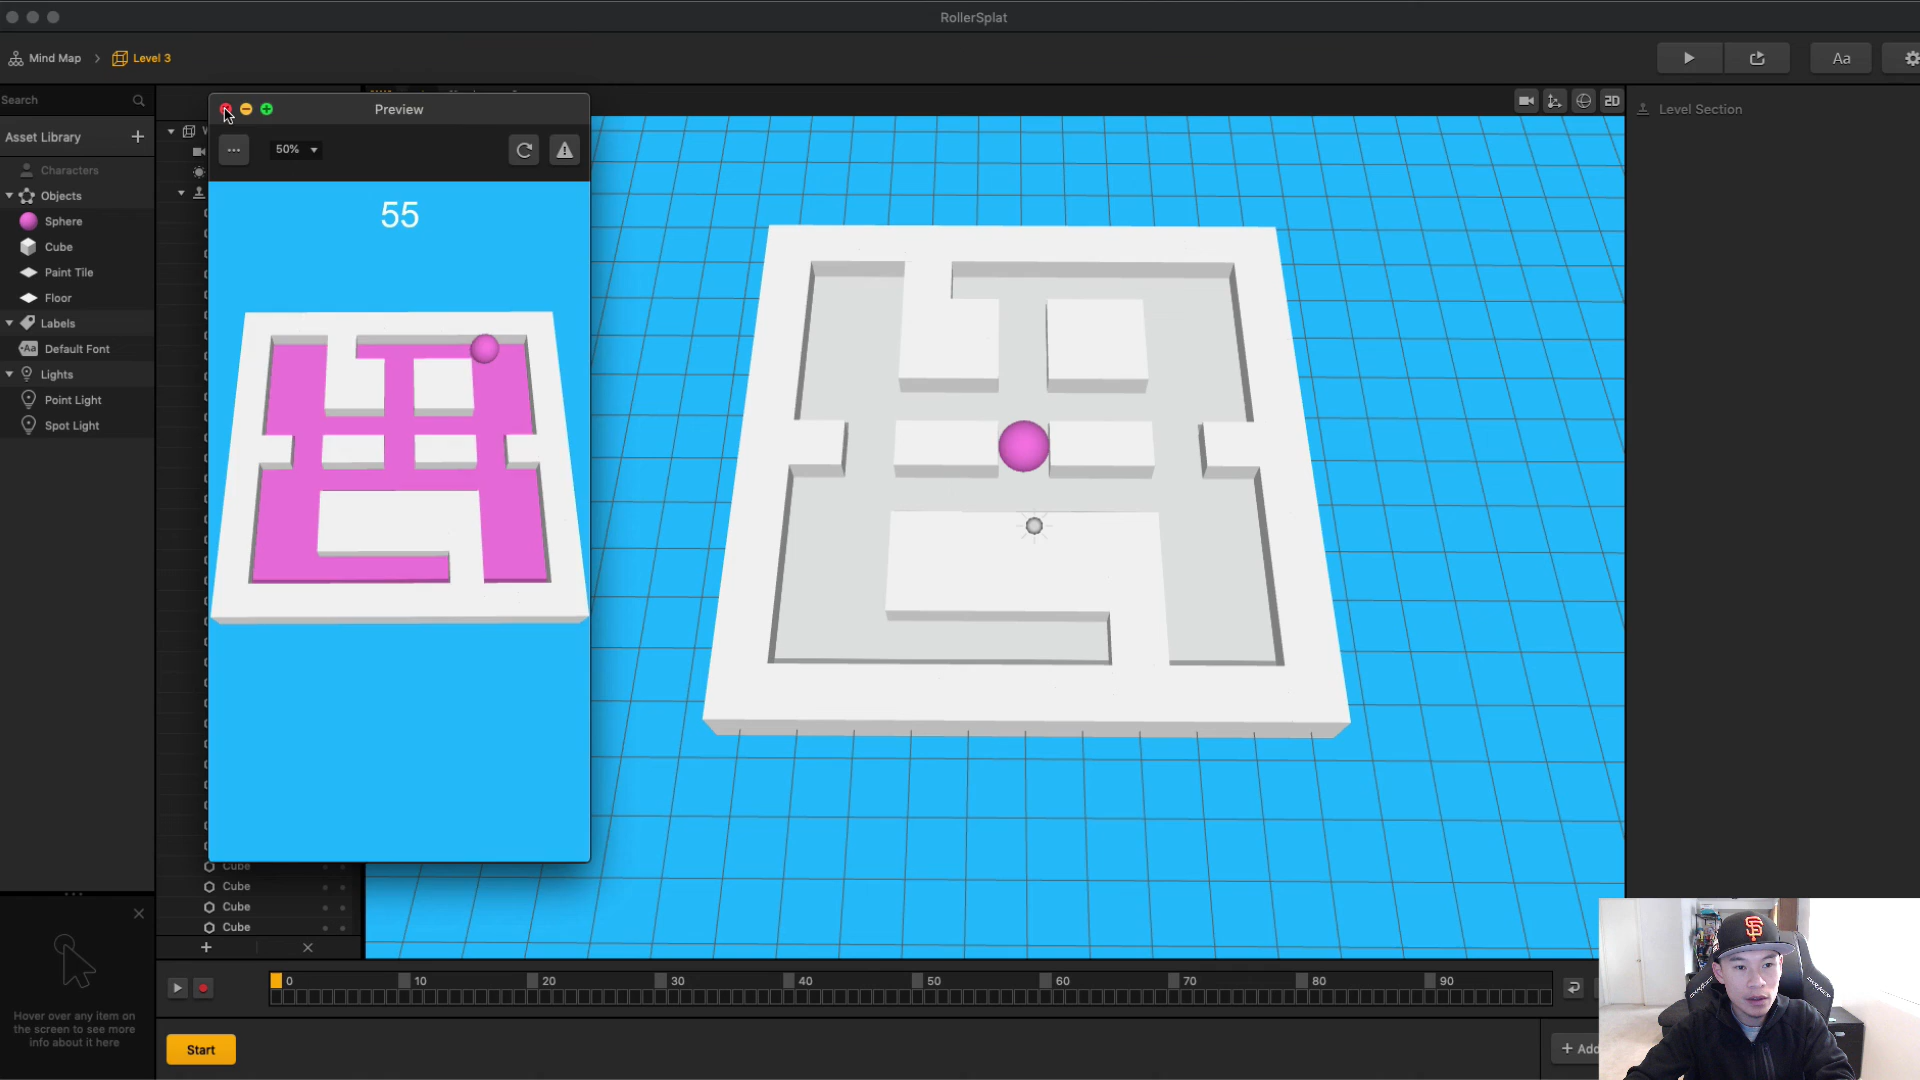 RollerSplat
Mind Map
Level 3
Aa
Search
Preview
2D
Level Section
Asset Library
50%
Characters
Objects
55
Sphere
Cube
Paint Tile
Floor
Labels
Aa Default Font
Lights
Point Light
Spot Light
Cube
Cube
Cube
Cube
SF
0 10 20 30 40 50 60 70 80 90
Hover over any item on
the screen to see more
info about it here
Start
Add